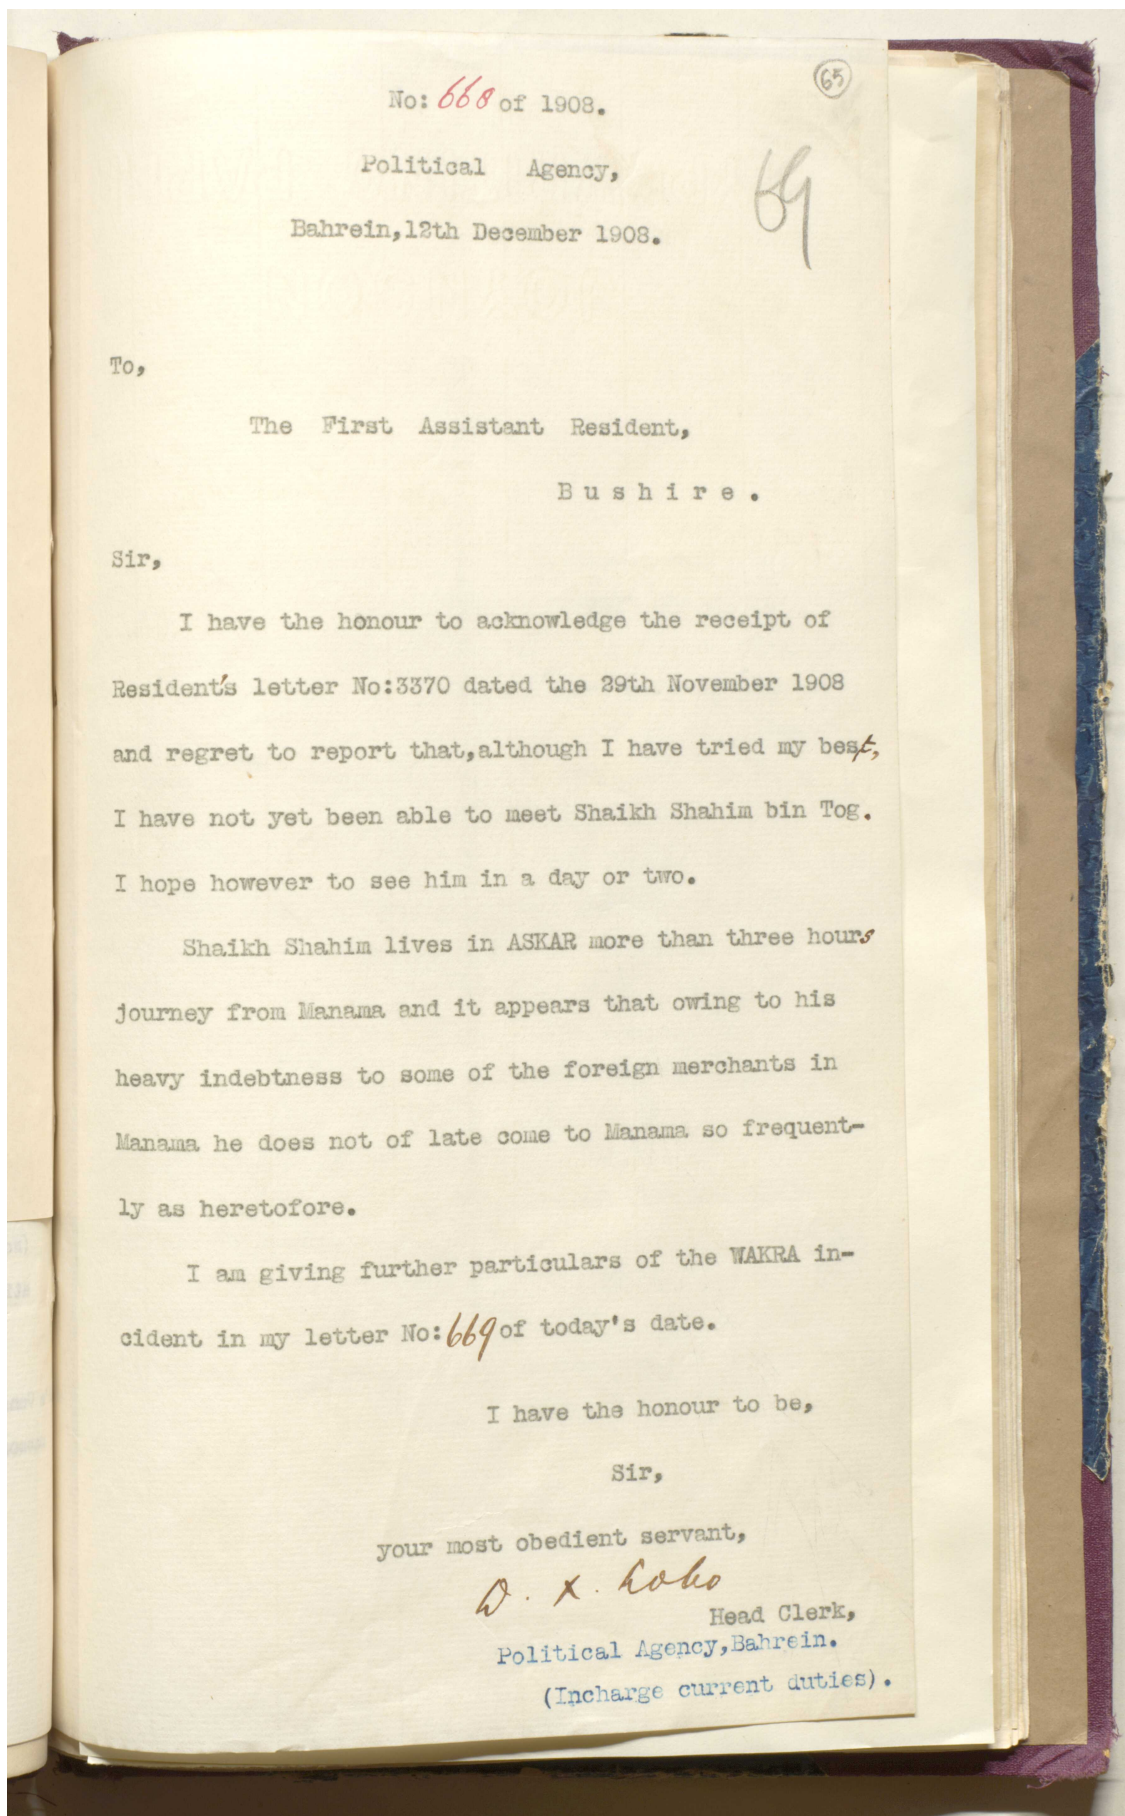 65
No: 668 of 1908.
69
Political Agency,
Bahrein,12th December 1908.
To,
The First Assistant Resident,
Bushire.
Sir,
I have the honour to acknowledge the receipt of
Resident's letter No:3370 dated the 29th November 1908
and regret to report that,although I have tried my best,
I have not yet been able to meet Shaikh Shahim bin Tog.
I hope however to see him in a day or two.
Shaikh Shahim lives in ASKAR more than three hours
journey from Manama and it appears that owing to his
heavy indebtness to some of the foreign merchants in
Manama he does not of late come to Manama so frequent-
ly as heretofore.
I am giving further particulars of the WAKRA in-
cident in my letter No:669 of today's date.
I have the honour to be,
Sir,
your most obedient servant,
D. X. Lobo
Head Clerk,
Political Agency,Bahrein.
(Incharge current duties).